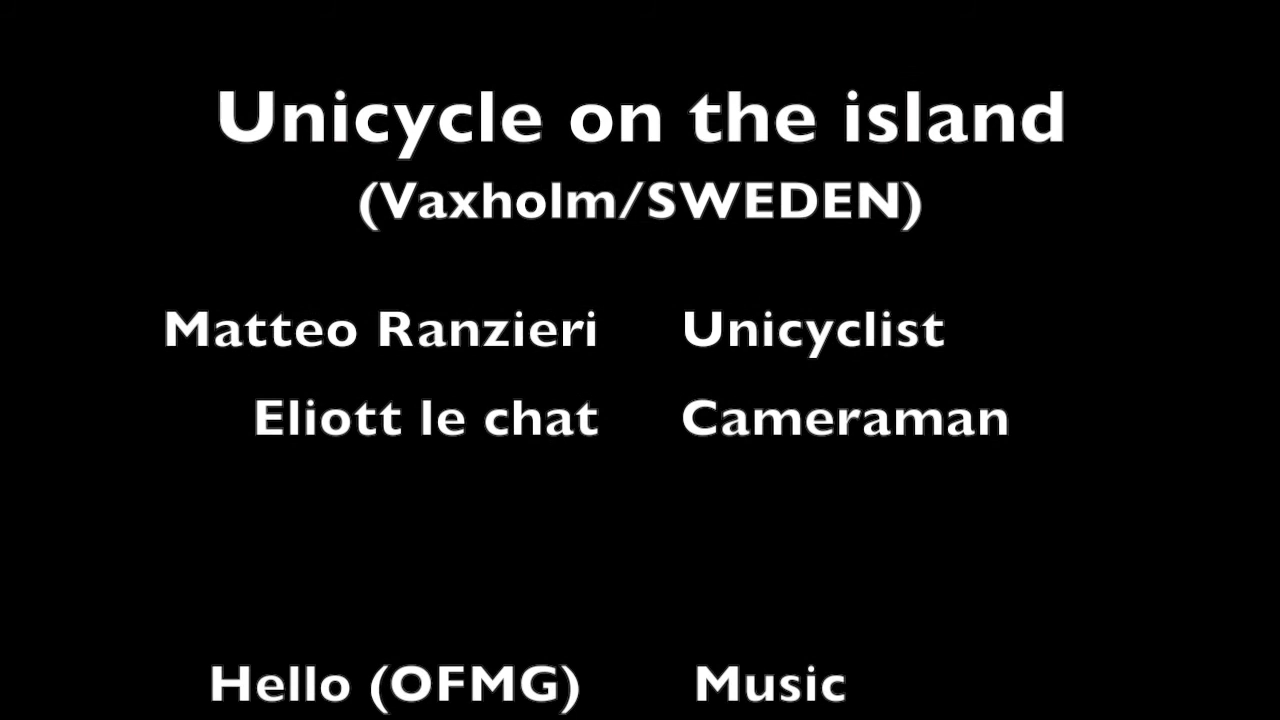 Unicycle on the island
(Vaxholm/SWEDEN)
Matteo Ranzieri Unicyclist
Eliott le chat Cameraman
Hello (OFMG) Music